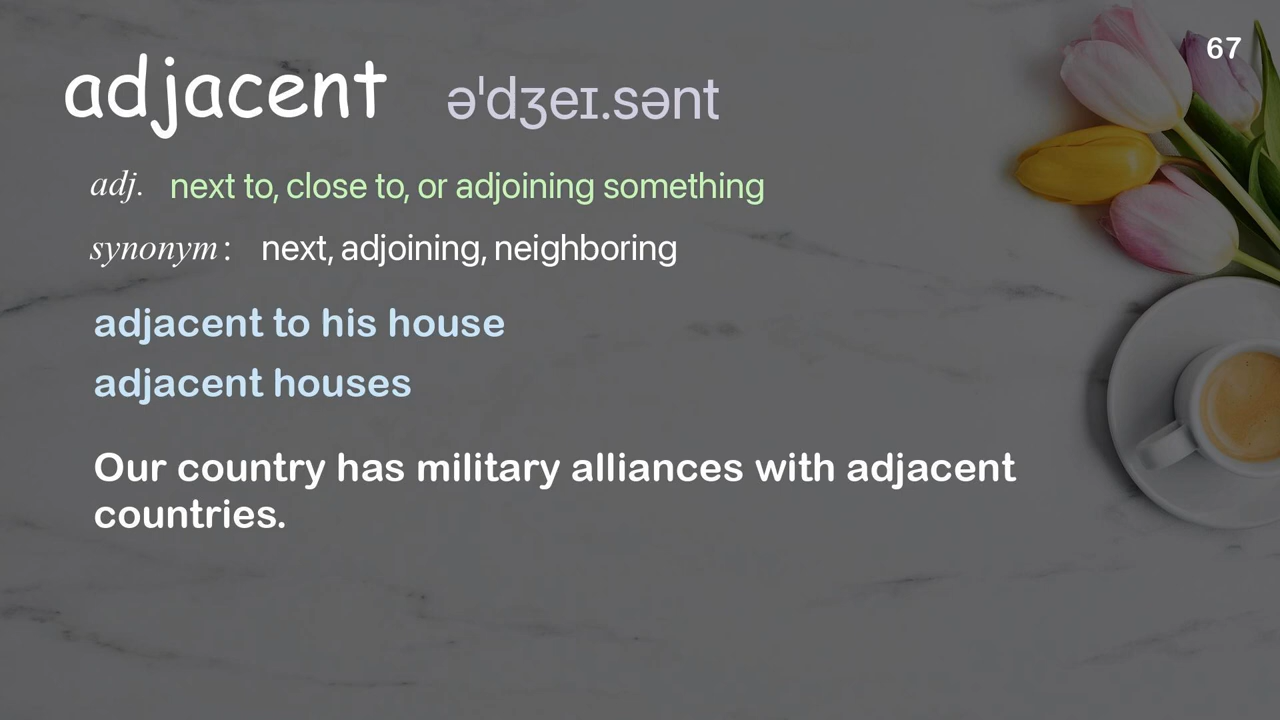 67
adjacent əˈdʒeɪ.sənt
adj. next to, close to, or adjoining something
synonym: next, adjoining, neighboring
adjacent to his house
adjacent houses
Our country has military alliances with adjacent
countries.